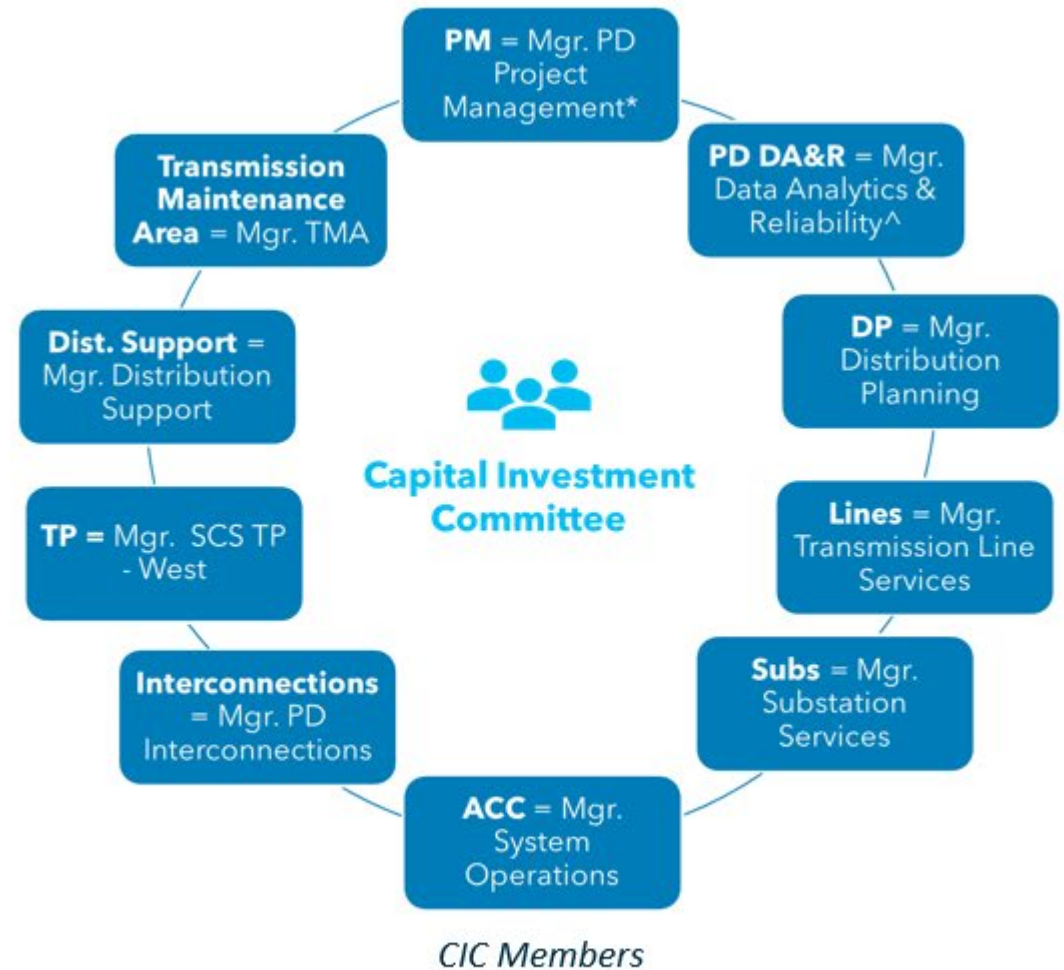 PM = Mgr. PD
Project
Management*
PD DA&R = Mgr.
Data Analytics &
Reliability^
DP = Mgr.
Distribution
Planning
Lines = Mgr.
Transmission Line
Services
Subs = Mgr.
Substation
Services
ACC = Mgr.
System
Operations
Interconnections
= Mgr. PD
Interconnections
TP = Mgr. SCS TP
- West
Dist. Support =
Mgr. Distribution
Support
Transmission
Maintenance
Area = Mgr. TMA
Capital Investment
Committee
CIC Members